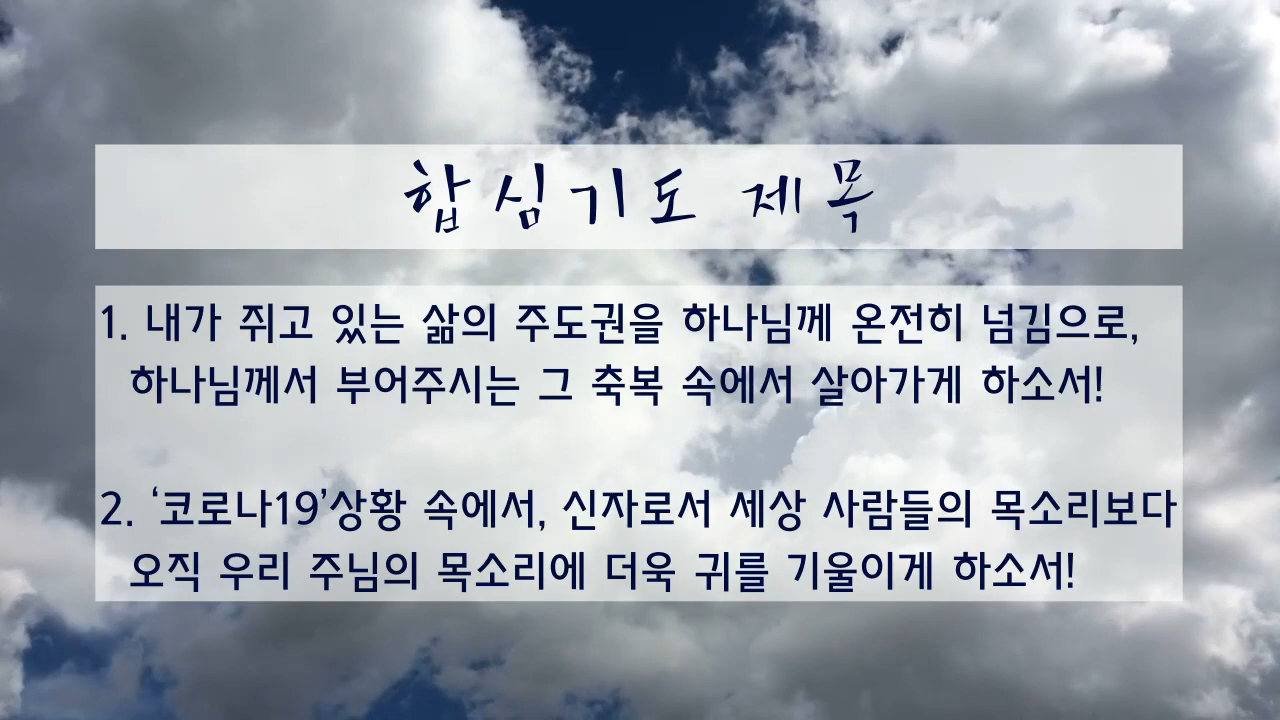 합심기도 제목
1. 내가 쥐고 있는 삶의 주도권을 하나님께 온전히 넘김으로,
하나님께서 부어주시는 그 축복 속에서 살아가게 하소서!
2. ‘코로나19’상황 속에서, 신자로서 세상 사람들의 목소리보다
오직 우리 주님의 목소리에 더욱 귀를 기울이게 하소서!